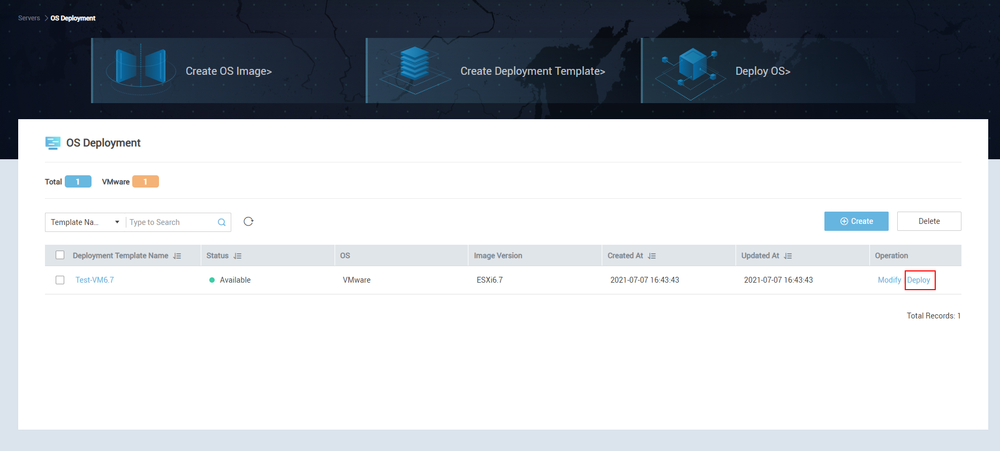 Servers > OS Deployment
Create OS Image> Create Deployment Template> Deploy OS>
OS Deployment
Total 1 VMware 1
Template Na... Type to Search Create Delete
Deployment Template Name Status OS Image Version Created At Updated At Operation
Test-VM6.7 Available VMware ESXi6.7 2021-07-07 16:43:43 2021-07-07 16:43:43 Modify | Deploy
Total Records: 1